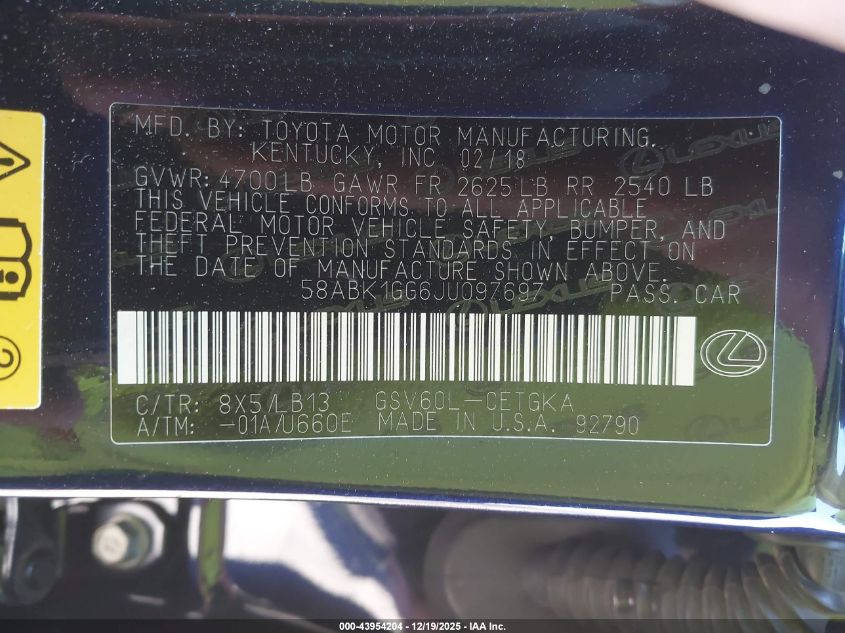 MFD. BY: TOYOTA MOTOR MANUFACTURING.
KENTUCKY, INC 02/18
GVWR: 4700LB GAWR FR 2625LB RR 2540 LB
THIS VEHICLE CONFORMS TO ALL APPLICABLE
FEDERAL MOTOR VEHICLE SAFETY, BUMPER, AND
THEFT PREVENTION STANDARDS IN EFFECT ON
THE DATE OF MANUFACTURE SHOWN ABOVE.
58ABK1GG6JU097697 PASS. CAR
C/TR: 8X5/LB13 GSV60L-CETGKA
A/TM: -01A/U660E MADE IN U.S.A. 92790
000-43954204 - 12/19/2025 - IAA Inc.